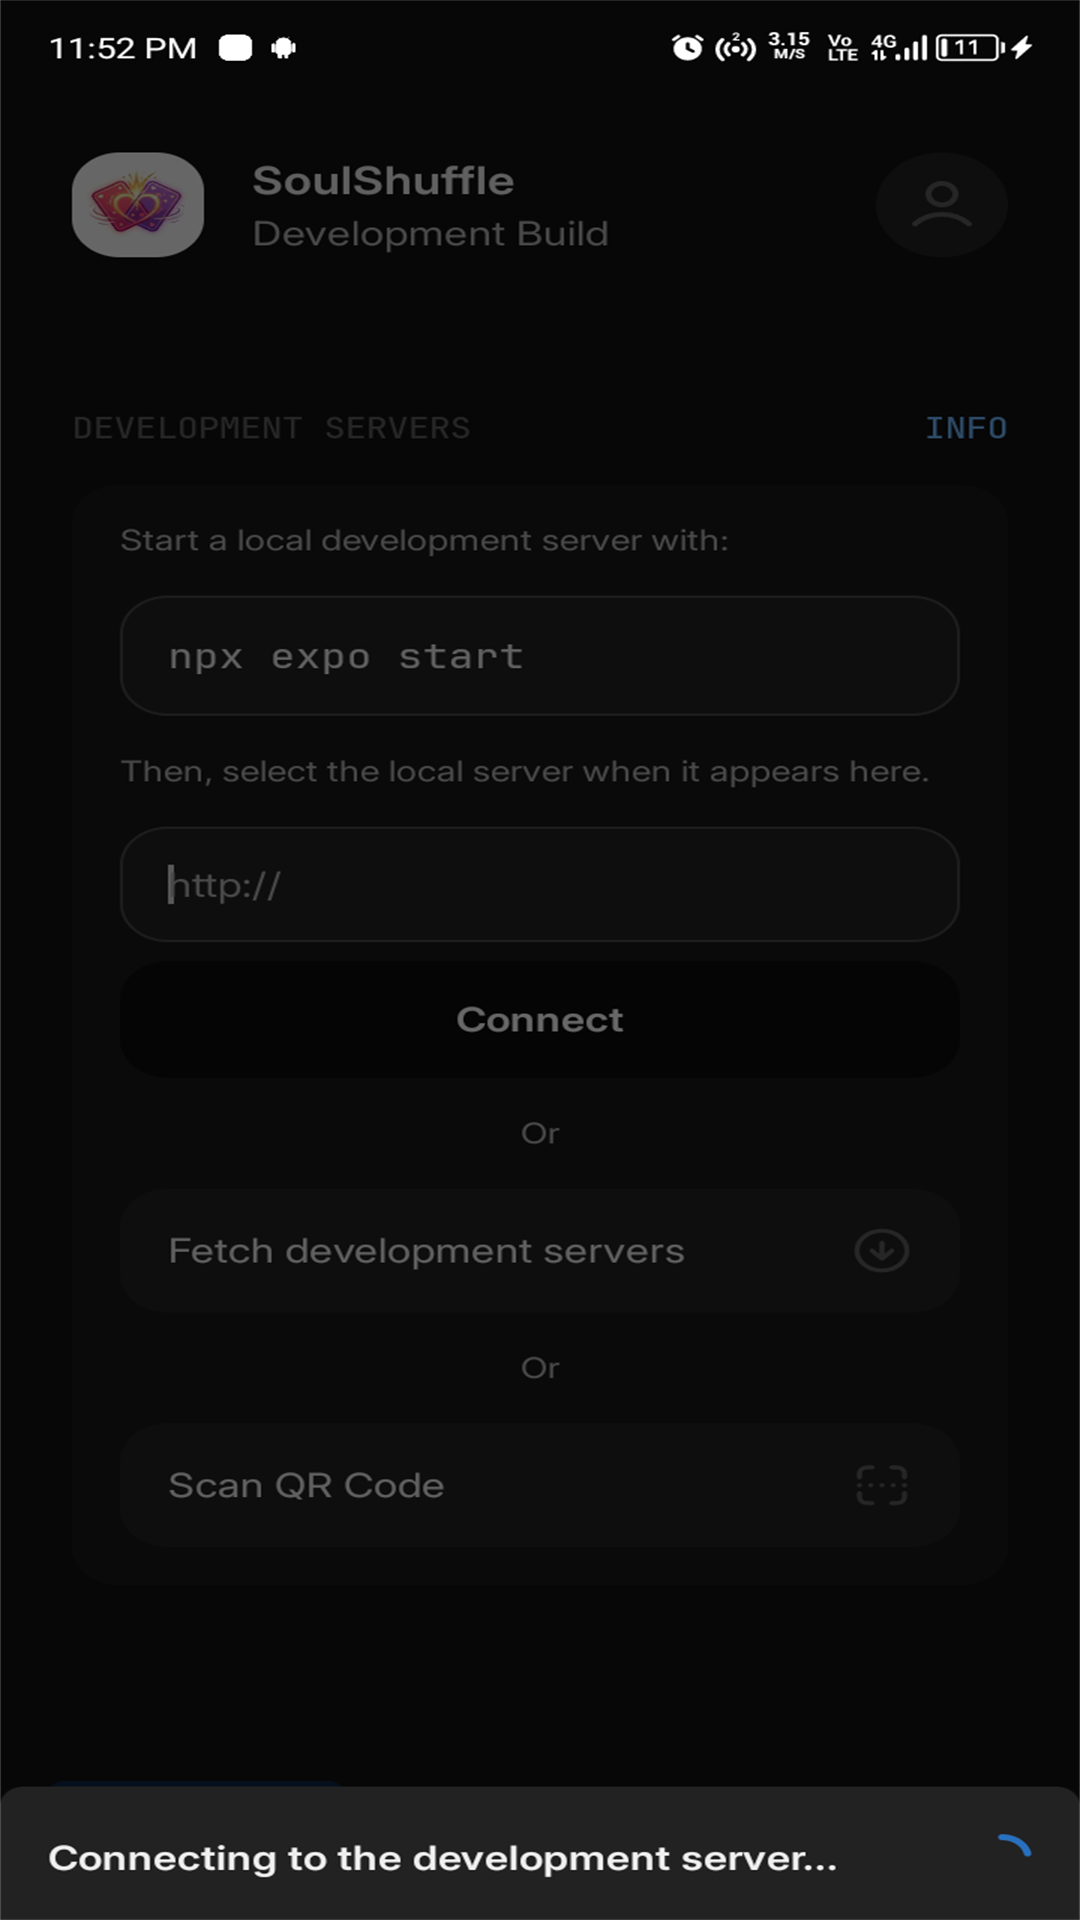 11:52 PM 2 3.15 M/S Vo LTE 4G 11
SoulShuffle
Development Build
DEVELOPMENT SERVERS INFO
Start a local development server with:
npx expo start
Then, select the local server when it appears here.
http://
Connect
Or
Fetch development servers
Or
Scan QR Code
Connecting to the development server...